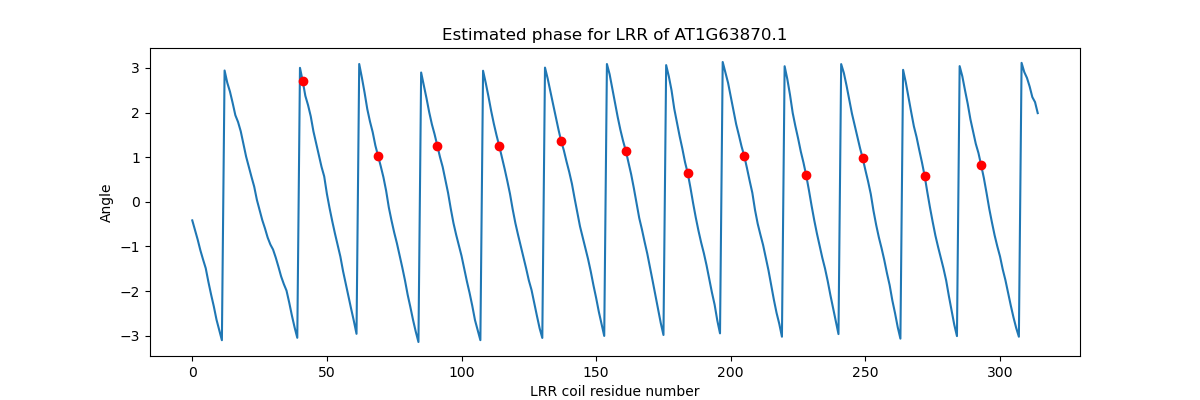 Estimated phase for LRR of AT1G63870.1
3
2
1
0
−1
−2
−3
Angle
0 50 100 150 200 250 300
LRR coil residue number